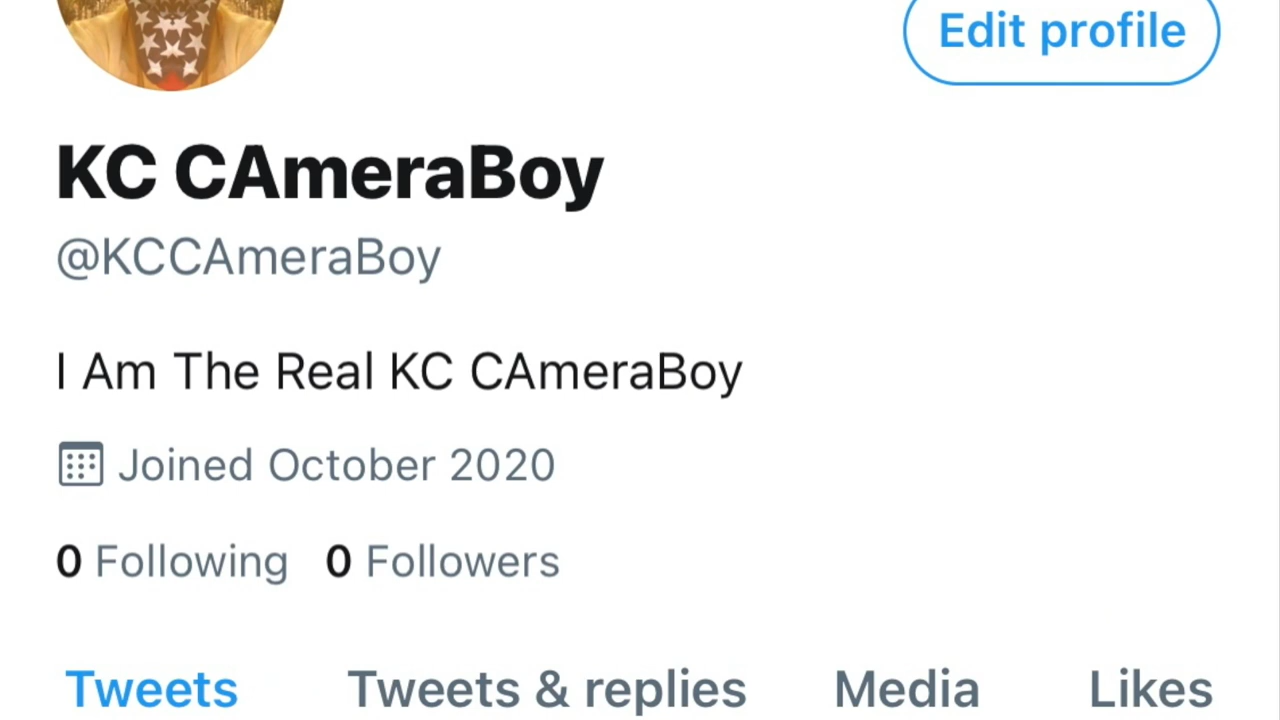 Edit profile
KC CAmeraBoy
@KCCAmeraBoy
I Am The Real KC CAmeraBoy
Joined October 2020
0 Following 0 Followers
Tweets Tweets & replies Media Likes